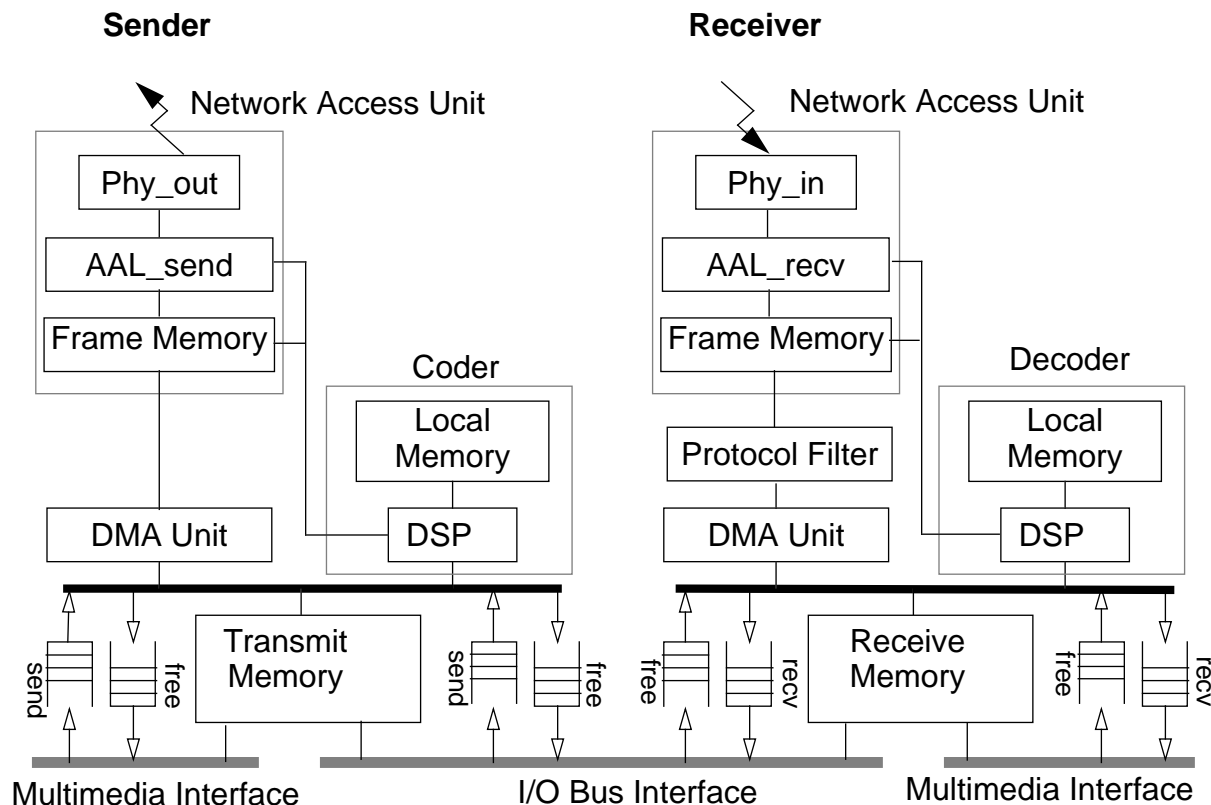 Sender
Receiver
Network Access Unit
Network Access Unit
Phy_out
Phy_in
AAL_send
AAL_recv
Frame Memory
Frame Memory
Coder
Decoder
Local
Memory
Local
Memory
Protocol Filter
DMA Unit
DSP
DMA Unit
DSP
send
free
Transmit
Memory
send
free
free
recv
Receive
Memory
free
recv
Multimedia Interface
I/O Bus Interface
Multimedia Interface